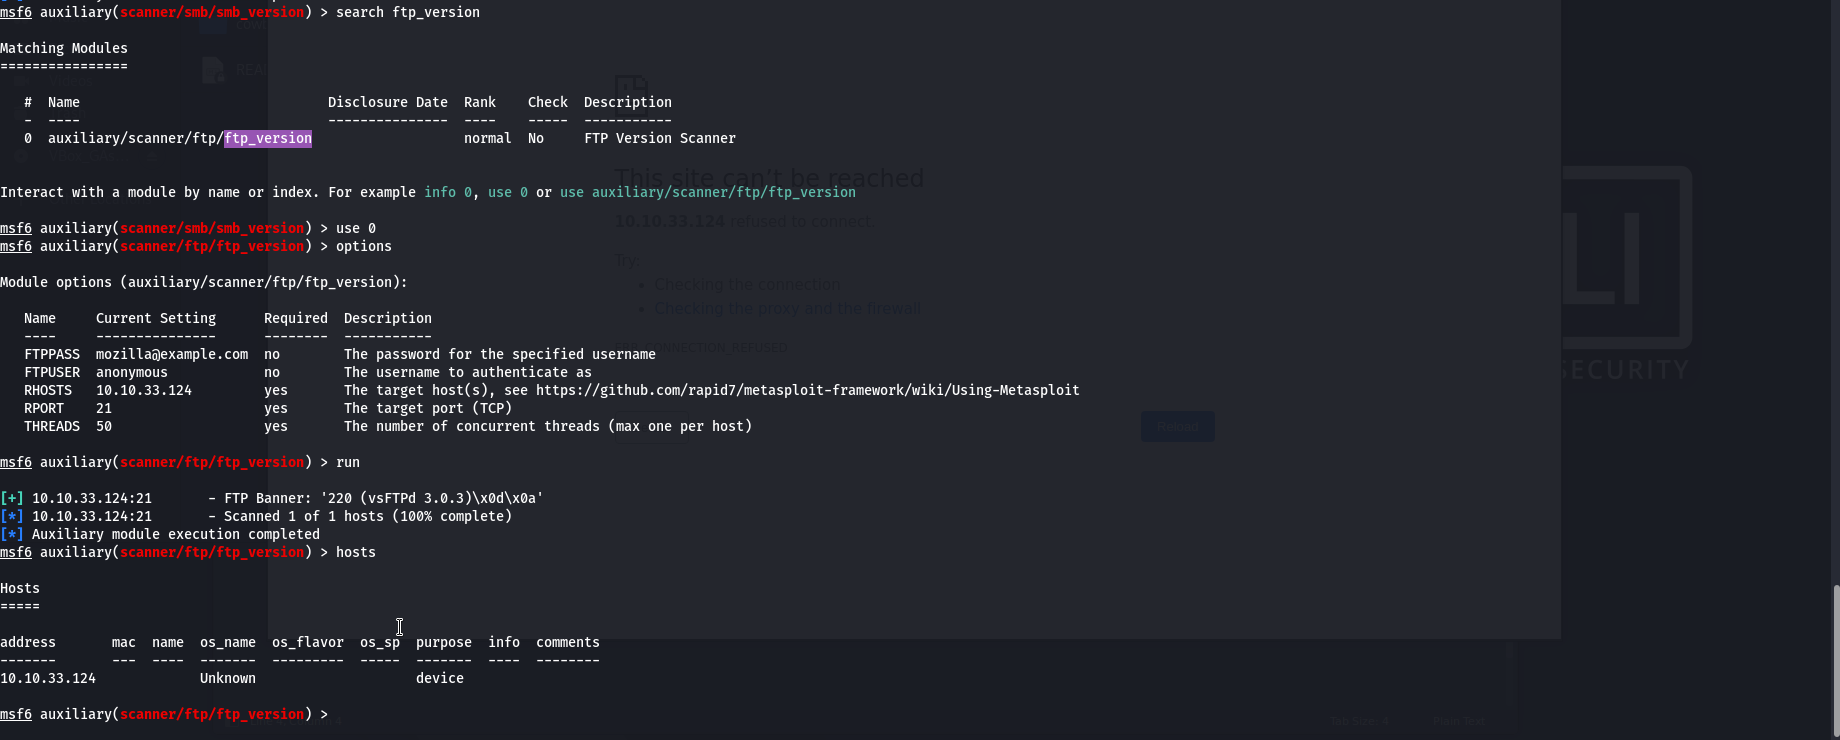 msf6 auxiliary(scanner/smb/smb_version) > search ftp_version
Matching Modules
================
# Name Disclosure Date Rank Check Description
- ---- --------------- ---- ----- -----------
0 auxiliary/scanner/ftp/ftp_version normal No FTP Version Scanner
This site can't be reached
Interact with a module by name or index. For example info 0, use 0 or use auxiliary/scanner/ftp/ftp_version
10.10.33.124 refused to connect.
msf6 auxiliary(scanner/smb/smb_version) > use 0
msf6 auxiliary(scanner/ftp/ftp_version) > options
Try:
Module options (auxiliary/scanner/ftp/ftp_version):
• Checking the connection
• Checking the proxy and the firewall
Name Current Setting Required Description
---- --------------- -------- -----------
ERR_CONNECTION_REFUSED
FTPPASS mozilla@example.com no The password for the specified username
FTPUSER anonymous no The username to authenticate as
SECURITY
RHOSTS 10.10.33.124 yes The target host(s), see https://github.com/rapid7/metasploit-framework/wiki/Using-Metasploit
RPORT 21 yes The target port (TCP)
THREADS 50 yes The number of concurrent threads (max one per host)
Reload
msf6 auxiliary(scanner/ftp/ftp_version) > run
[+] 10.10.33.124:21 - FTP Banner: '220 (vsFTPd 3.0.3)\x0d\x0a'
[*] 10.10.33.124:21 - Scanned 1 of 1 hosts (100% complete)
[*] Auxiliary module execution completed
msf6 auxiliary(scanner/ftp/ftp_version) > hosts
Hosts
=====
address mac name os_name os_flavor os_sp purpose info comments
------- --- ---- ------- --------- ----- ------- ---- --------
10.10.33.124 Unknown device
msf6 auxiliary(scanner/ftp/ftp_version) >
Tab Size: 4 Plain Text